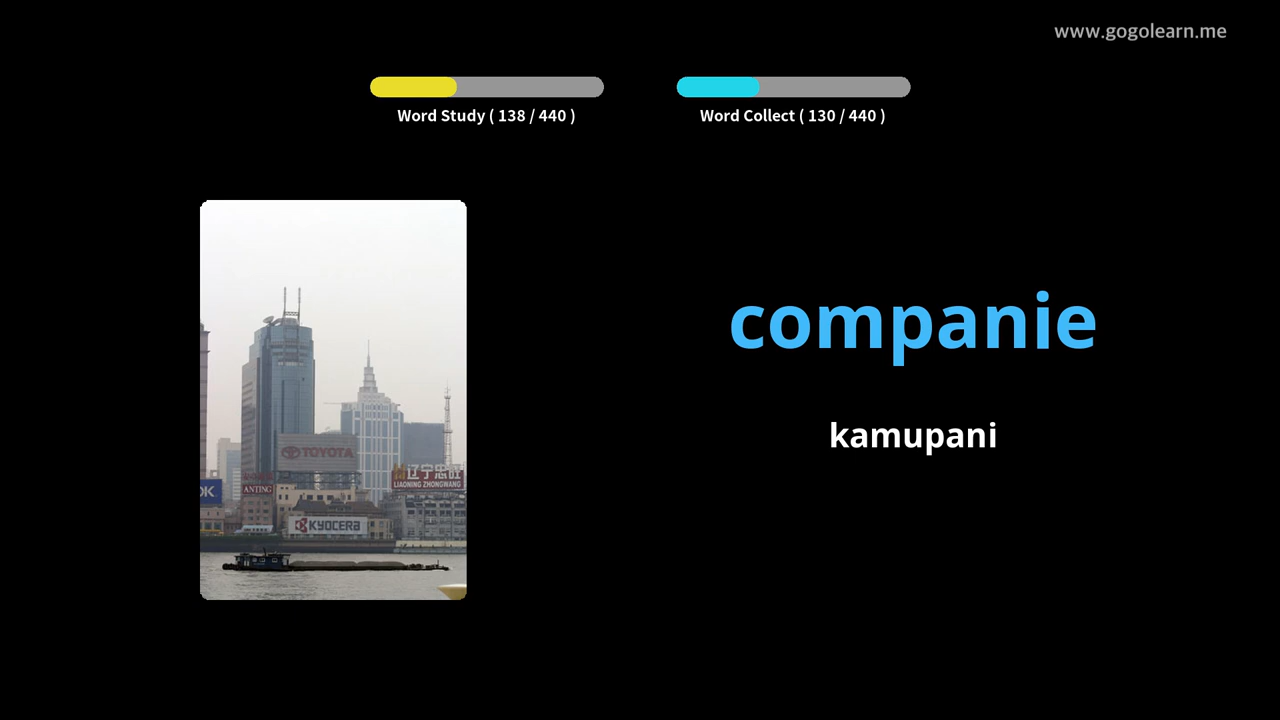 www.gogolearn.me
Word Study ( 138 / 440 )
Word Collect ( 130 / 440 )
companie
kamupani
TOYOTA
辽宁忠旺
LIAONING ZHONGWANG
OK
ANTING
KYOCERA